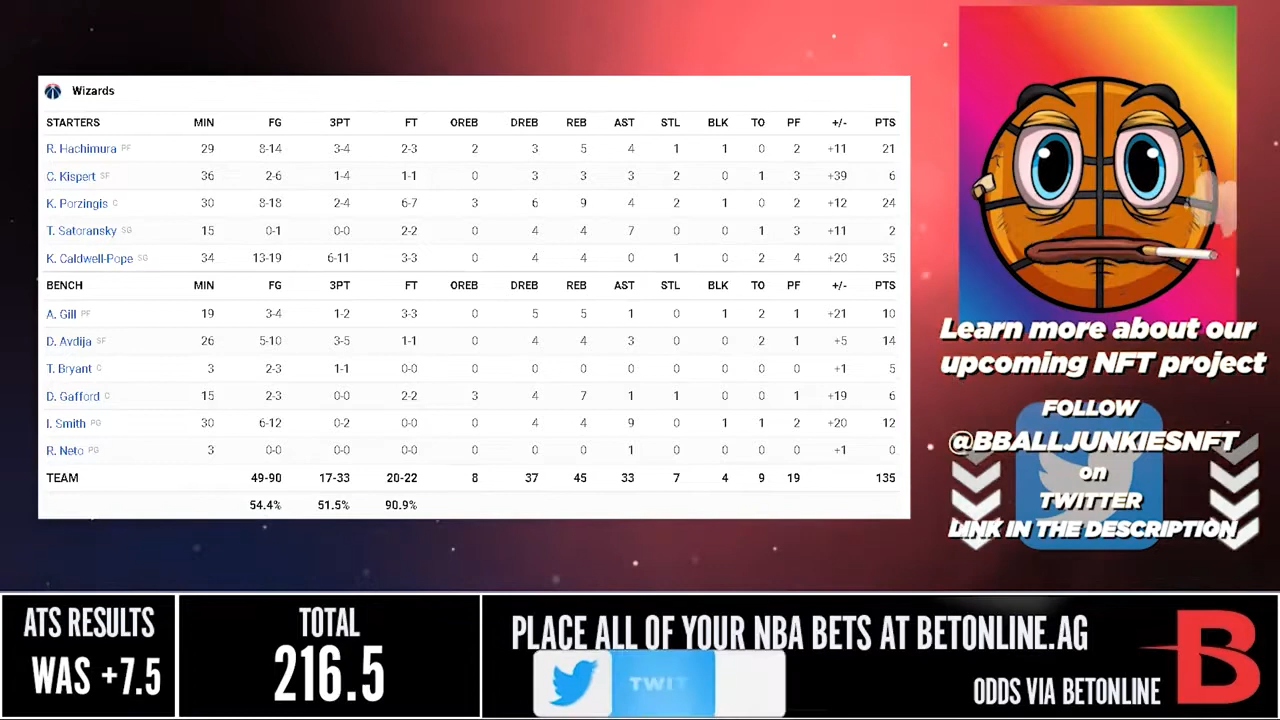 Wizards
STARTERS MIN FG 3PT FT OREB DREB REB AST STL BLK TO PF +/- PTS
R. Hachimura PF 29 8-14 3-4 2-3 2 3 5 4 1 1 0 2 +11 21
C. Kispert SF 36 2-6 1-4 1-1 0 3 3 3 2 0 1 3 +39 6
K. Porzingis C 30 8-18 2-4 6-7 3 6 9 4 2 1 0 2 +12 24
T. Satoransky SG 15 0-1 0-0 2-2 0 4 4 7 0 0 1 3 +11 2
K. Caldwell-Pope SG 34 13-19 6-11 3-3 0 4 4 0 1 0 2 4 +20 35
BENCH MIN FG 3PT FT OREB DREB REB AST STL BLK TO PF +/- PTS
A. Gill PF 19 3-4 1-2 3-3 0 5 5 1 0 1 2 1 +21 10
D. Avdija SF 26 5-10 3-5 1-1 0 4 4 3 0 0 2 1 +5 14
T. Bryant C 3 2-3 1-1 0-0 0 0 0 0 0 0 0 0 +1 5
D. Gafford C 15 2-3 0-0 2-2 3 4 7 1 1 0 0 1 +19 6
I. Smith PG 30 6-12 0-2 0-0 0 4 4 9 0 1 1 2 +20 12
R. Neto PG 3 0-0 0-0 0-0 0 0 0 1 0 0 0 0 +1 0
TEAM 49-90 17-33 20-22 8 37 45 33 7 4 9 19 135
54.4% 51.5% 90.9%
Learn more about our
upcoming NFT project
FOLLOW
@BBALLJUNKIESNFT
on
TWITTER
LINK IN THE DESCRIPTION
ATS RESULTS
WAS +7.5
TOTAL
216.5
PLACE ALL OF YOUR NBA BETS AT BETONLINE.AG
TWIT
ODDS VIA BETONLINE
B